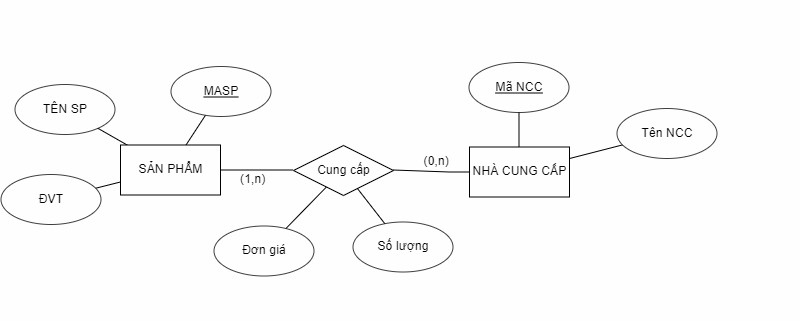 Mã NCC
MASP
TÊN SP
Tên NCC
(0,n)
SẢN PHẨM
Cung cấp
NHÀ CUNG CẤP
(1,n)
ĐVT
Số lượng
Đơn giá